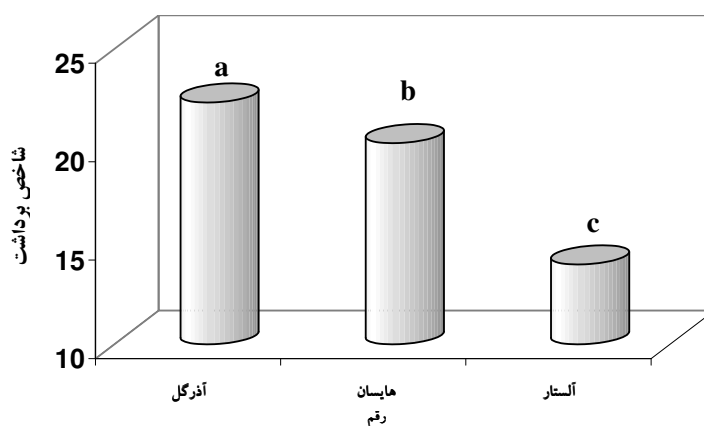 25
20
15
10
شاخص برداشت
a
b
c
آذرگل
هایسان
آلستار
رقم